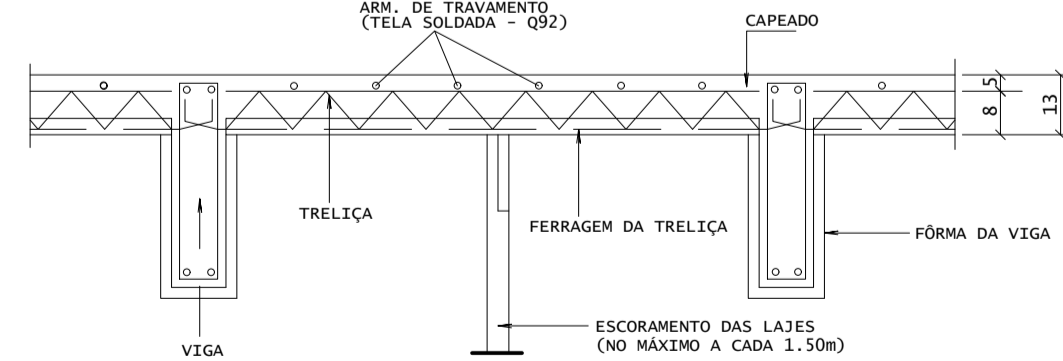 ARM. DE TRAVAMENTO
(TELA SOLDADA - Q92)
CAPEADO
5
8
13
TRELIÇA
FERRAGEM DA TRELIÇA
FÔRMA DA VIGA
ESCORAMENTO DAS LAJES
(NO MÁXIMO A CADA 1.50m)
VIGA